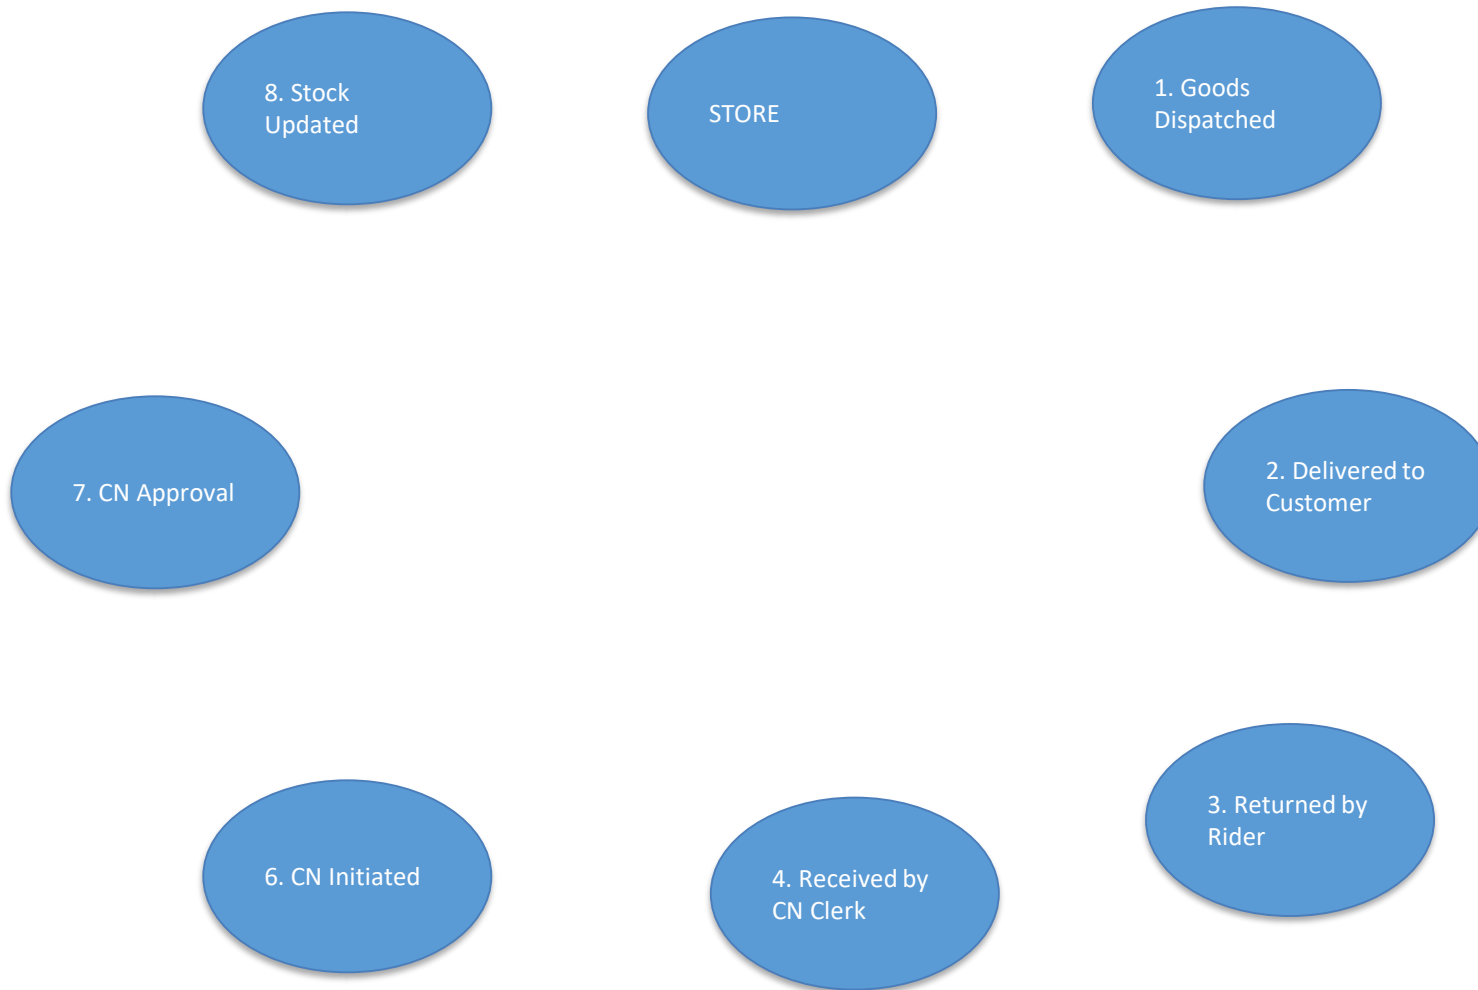 8. Stock
Updated
STORE
1. Goods
Dispatched
7. CN Approval
2. Delivered to
Customer
3. Returned by
Rider
6. CN Initiated
4. Received by
CN Clerk